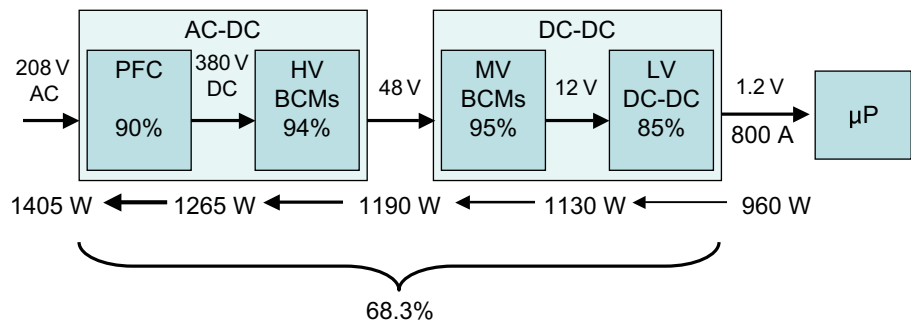 AC-DC
DC-DC
208 V
AC
PFC
90%
380 V
DC
HV
BCMs
94%
48 V
MV
BCMs
95%
12 V
LV
DC-DC
85%
1.2 V
800 A
µP
1405 W
1265 W
1190 W
1130 W
960 W
68.3%